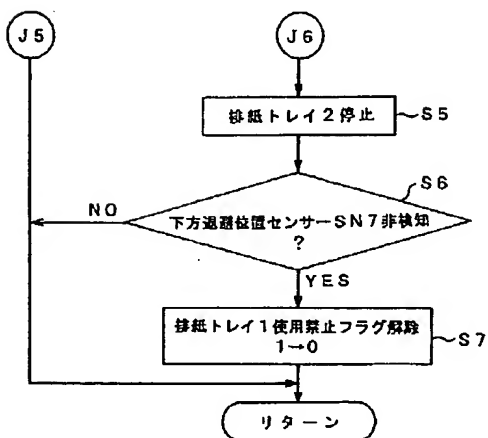 J5
J6
排紙トレイ2停止
S5
S6
下方退避位置センサーSN7非検知
?
NO
YES
排紙トレイ1使用禁止フラグ解除
1→0
S7
リターン